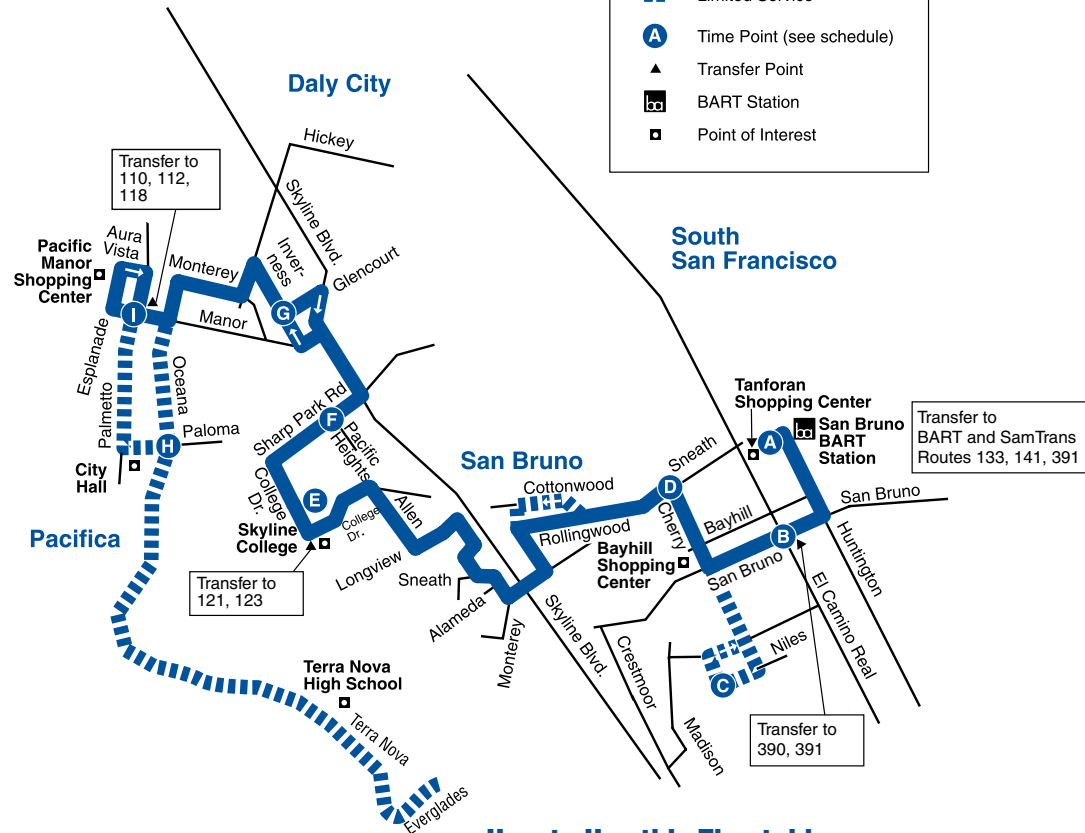 Time Point (see schedule)
A
Transfer Point
ba
BART Station
Point of Interest
Daly City
Hickey
Transfer to
110, 112,
118
Skyline Blvd.
Aura
Vista
Pacific
Manor
Shopping
Center
Monterey
Inver-
ness
Glencourt
South
San Francisco
I
G
Manor
Esplanade
Palmetto
Oceana
H
Paloma
City
Hall
Sharp Park Rd
F
Pacific
Heights
College
Dr.
E
College
Dr.
Allen
Skyline
College
Longview
Transfer to
121, 123
Sneath
Alameda
Monterey
Skyline Blvd.
Pacifica
San Bruno
Cottonwood
Rollingwood
Sneath
D
Cherry
Bayhill
Bayhill
Shopping
Center
Tanforan
Shopping Center
A
ba
San Bruno
BART
Station
Transfer to
BART and SamTrans
Routes 133, 141, 391
San Bruno
B
San Bruno
Huntington
El Camino Real
Niles
C
Crestmoor
Madison
Transfer to
390, 391
Terra Nova
High School
Terra Nova
Everglades